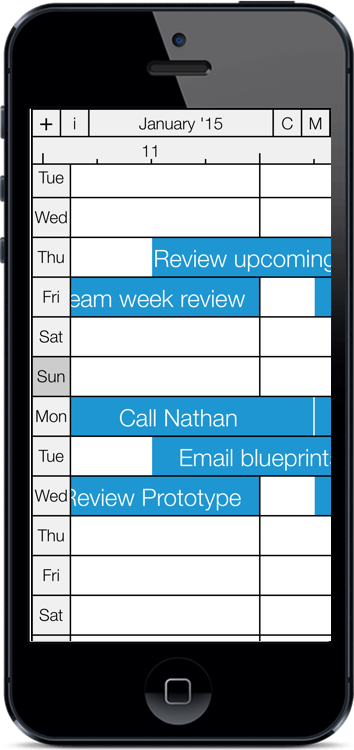 + i January '15 C M
11
Tue
Wed
Thu Review upcoming
Fri eam week review
Sat
Sun
Mon Call Nathan
Tue Email blueprint
Wed Review Prototype
Thu
Fri
Sat